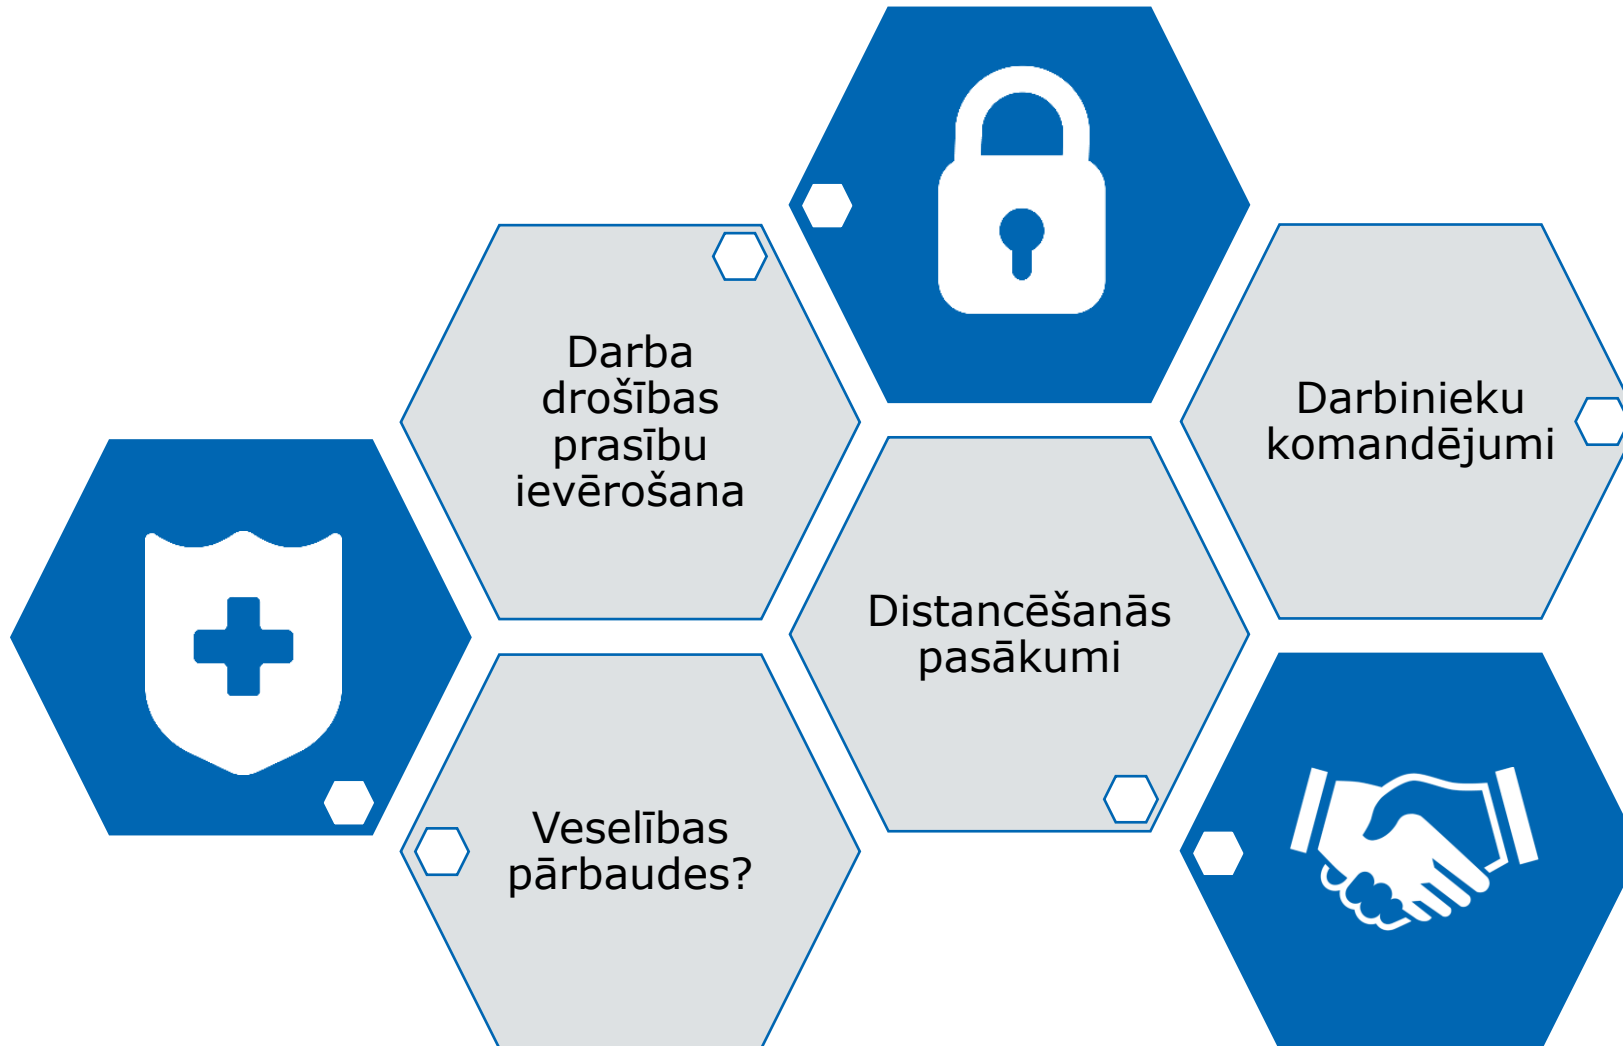 Darba
drošības
prasību
ievērošana
Darbinieku
komandējumi
Distancēšanās
pasākumi
Veselības
pārbaudes?